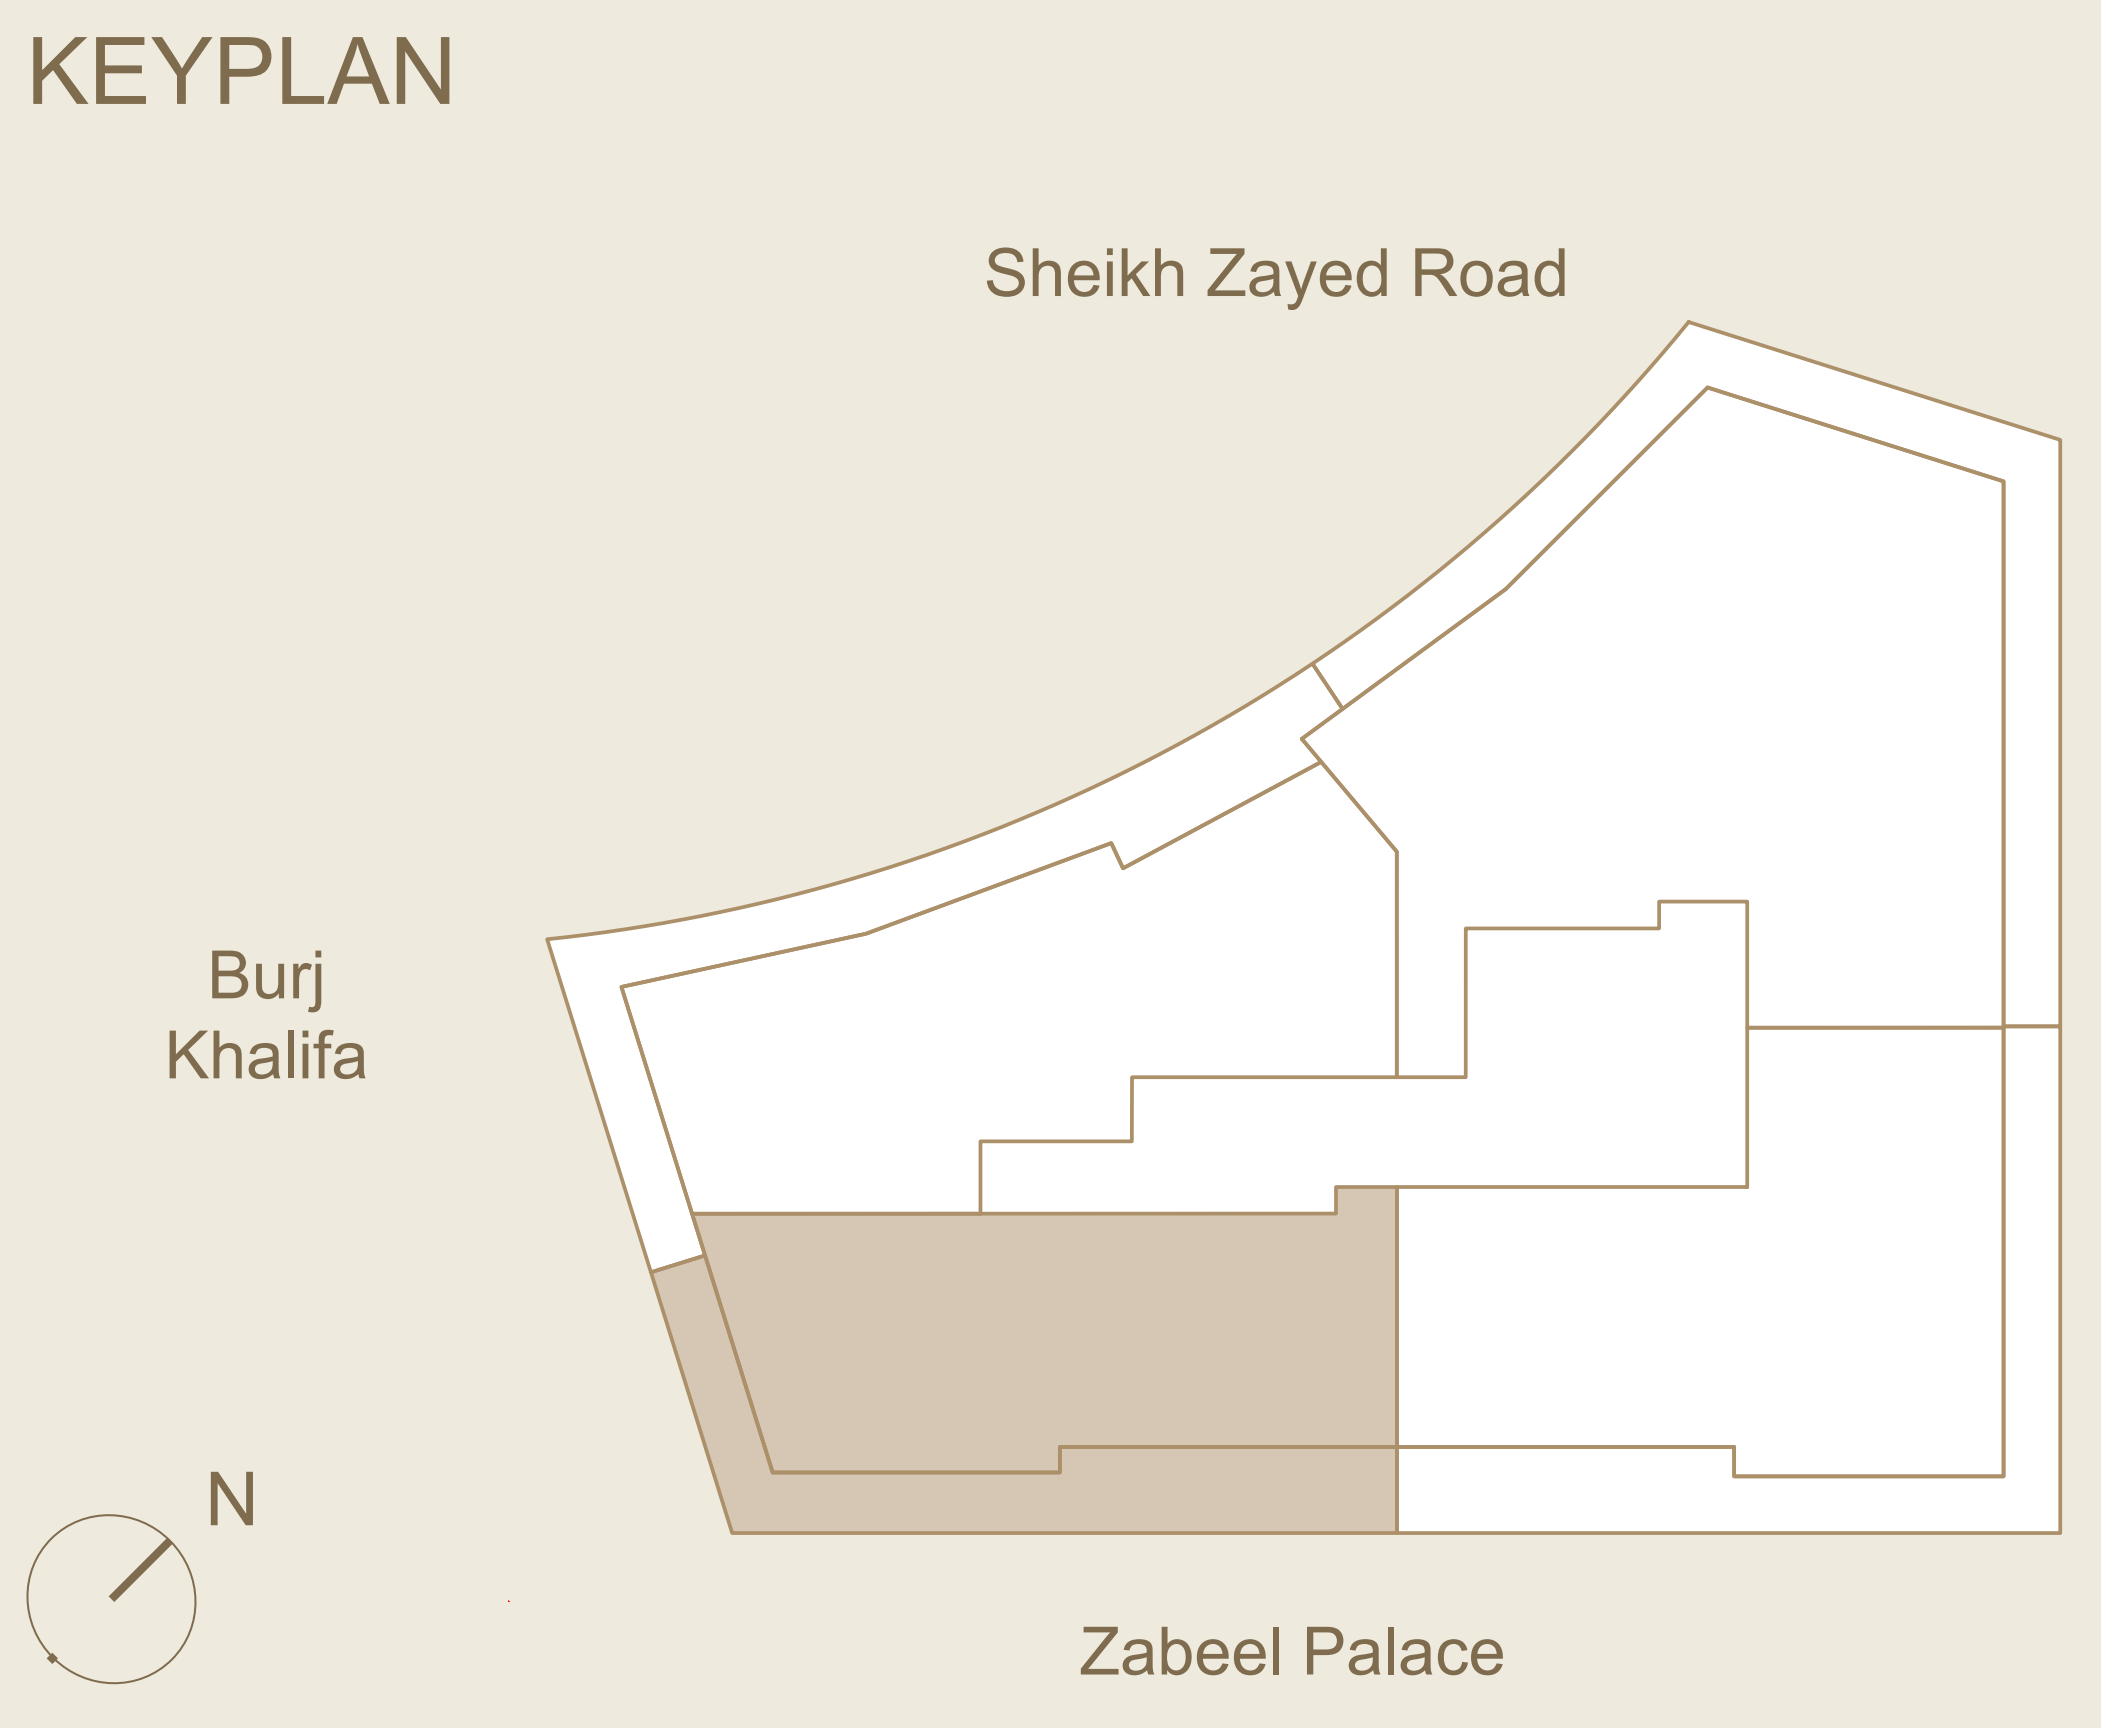 KEYPLAN
Sheikh Zayed Road
Burj
Khalifa
N
Zabeel Palace